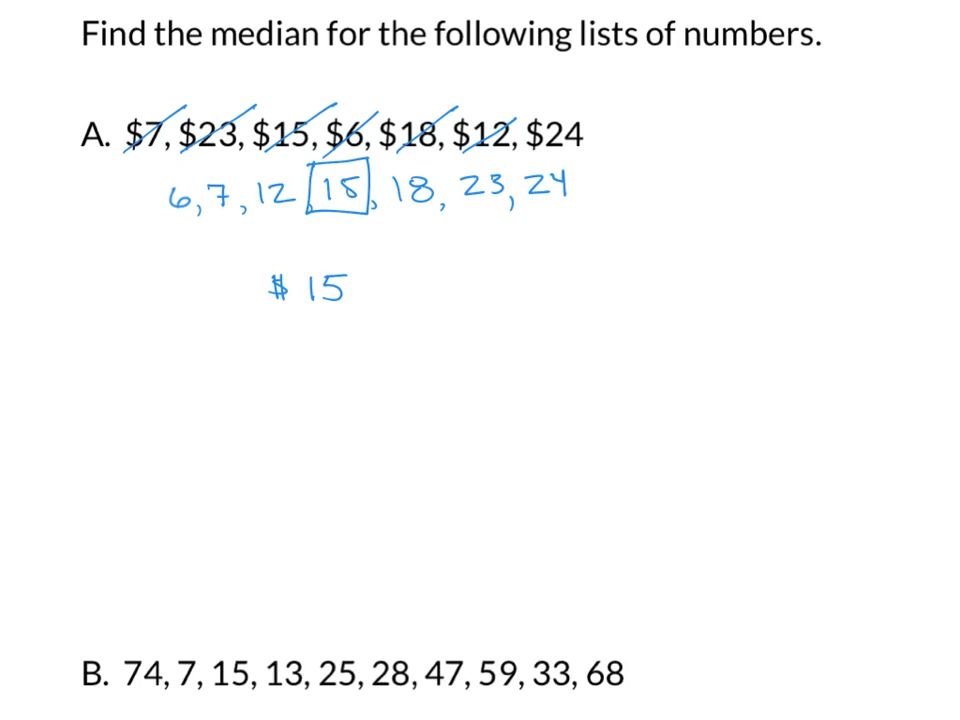 Find the median for the following lists of numbers.
A. $7, $23, $15, $6, $18, $12, $24
6, 7, 12, 15, 18, 23, 24
$ 15
B. 74, 7, 15, 13, 25, 28, 47, 59, 33, 68